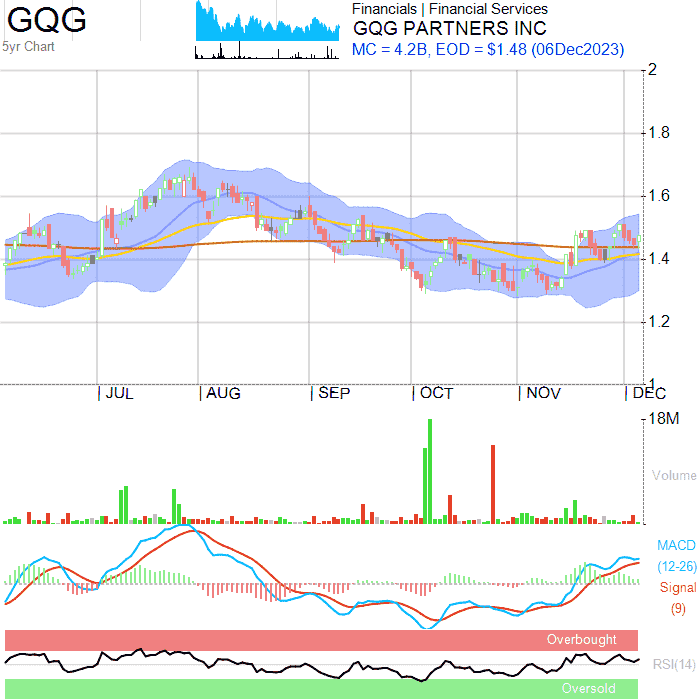 GQG
5yr Chart
Financials | Financial Services
GQG PARTNERS INC
MC = 4.2B, EOD = $1.48 (06Dec2023)
2
1.8
1.6
1.4
1.2
1
| JUL | AUG | SEP | OCT | NOV | DEC
18M
Volume
MACD
(12-26)
Signal
(9)
Overbought
RSI(14)
Oversold